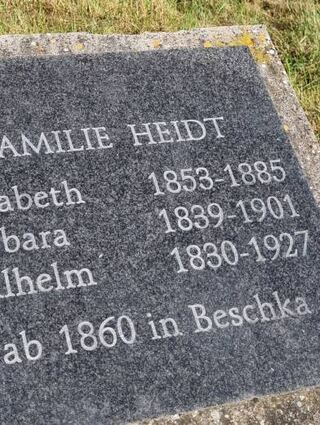 AMILIE HEIDT
abeth 1853-1885
bara 1839-1901
lhelm 1830-1927
ab 1860 in Beschka